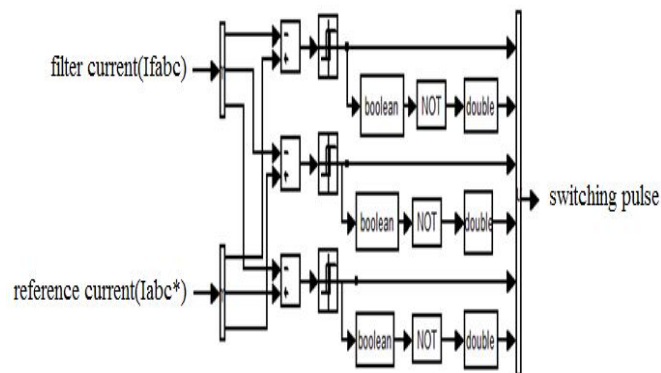 filter current(Ifabc)
boolean NOT double
boolean NOT double
switching pulse
reference current(Iabc*)
boolean NOT double